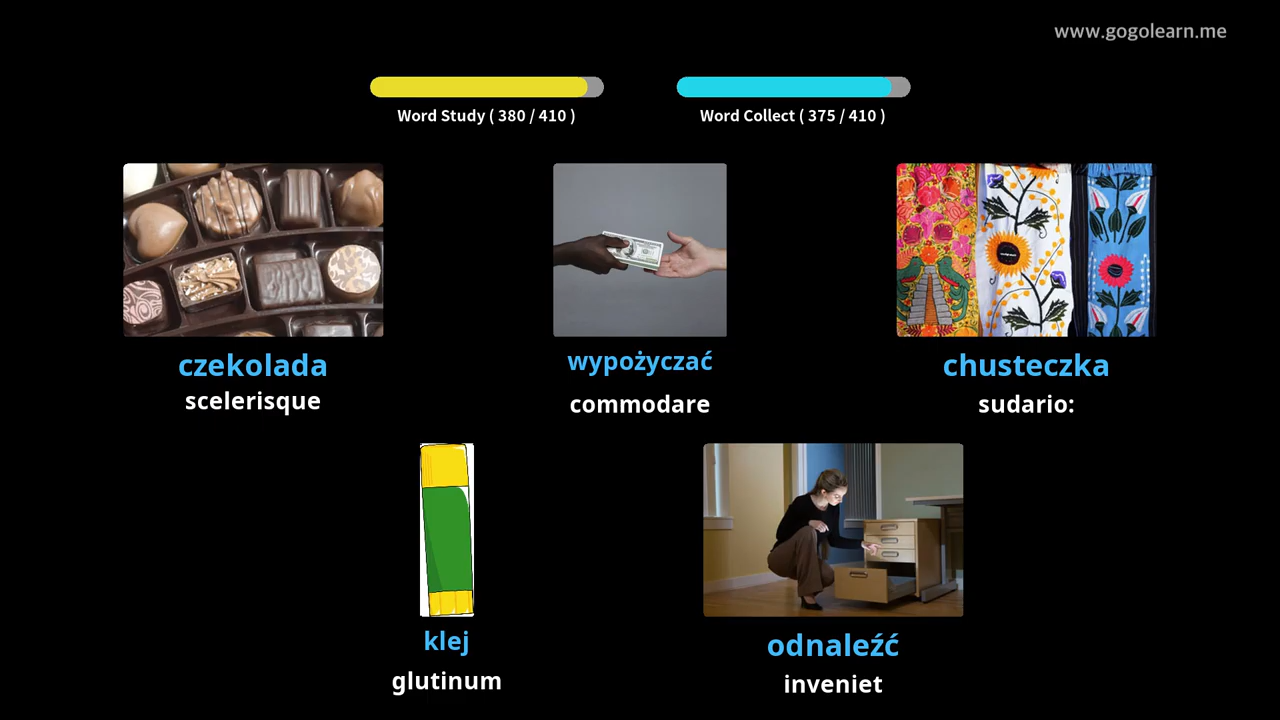 www.gogolearn.me
Word Study ( 380 / 410 )
Word Collect ( 375 / 410 )
czekolada
scelerisque
wypożyczać
commodare
chusteczka
sudario:
klej
glutinum
odnaleźć
inveniet